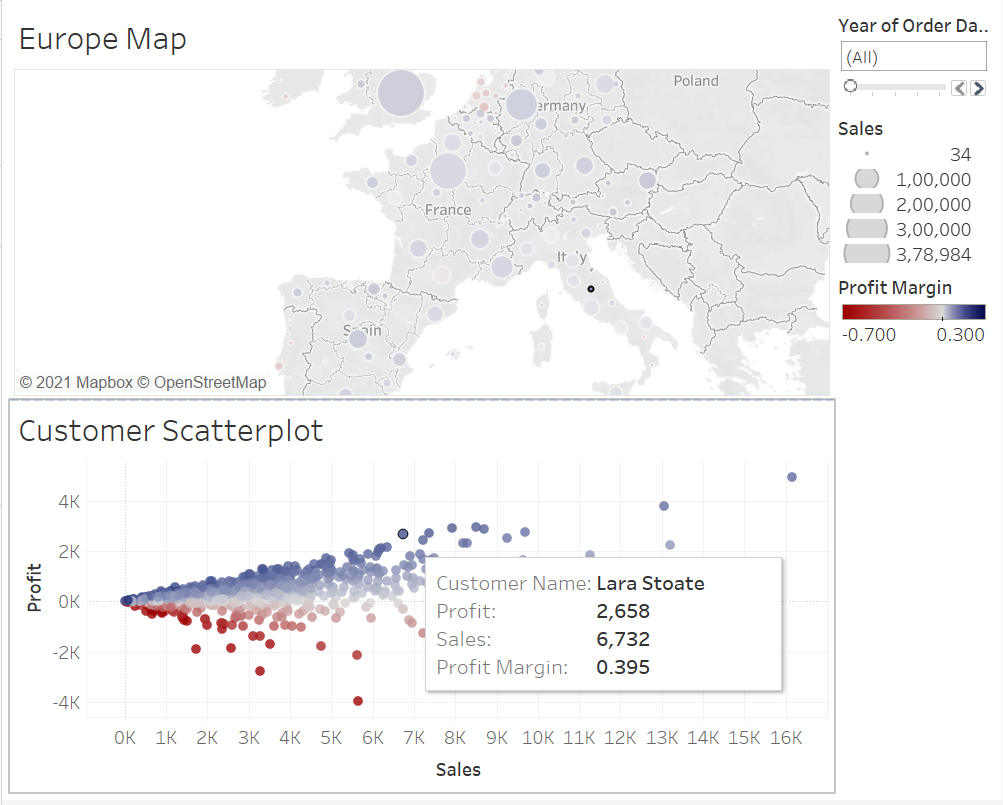 Europe Map
Poland
Germany
France
Italy
Spain
© 2021 Mapbox © OpenStreetMap
Year of Order Da..
(All)
Sales
34
1,00,000
2,00,000
3,00,000
3,78,984
Profit Margin
-0.700 0.300
Customer Scatterplot
4K
2K
0K
-2K
-4K
Profit
Customer Name: Lara Stoate
Profit: 2,658
Sales: 6,732
Profit Margin: 0.395
0K 1K 2K 3K 4K 5K 6K 7K 8K 9K 10K 11K 12K 13K 14K 15K 16K
Sales